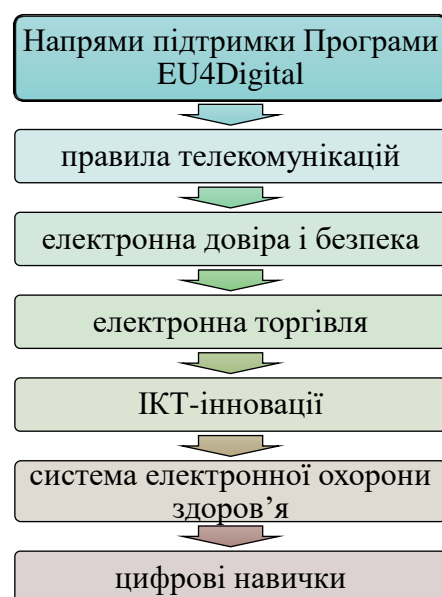 Напрями підтримки Програми
EU4Digital
правила телекомунікацій
електронна довіра і безпека
електронна торгівля
ІКТ-інновації
система електронної охорони
здоров’я
цифрові навички